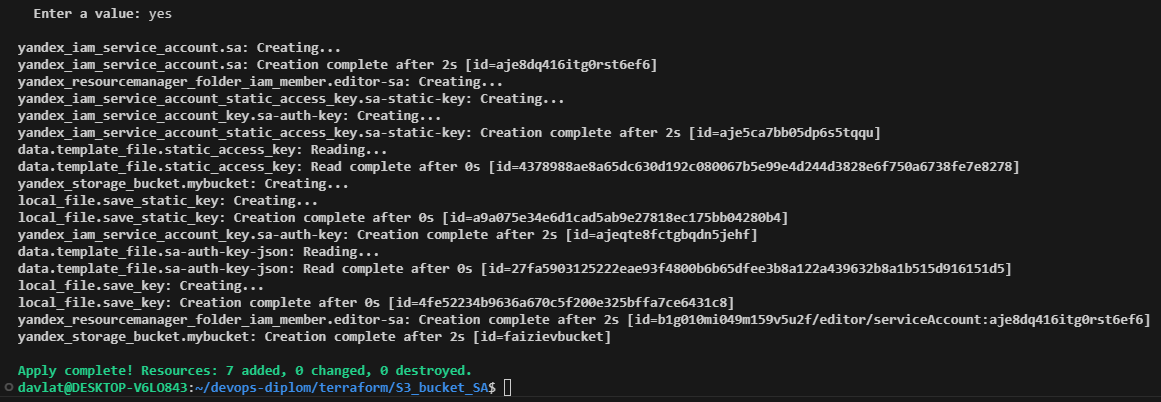 Enter a value: yes
yandex_iam_service_account.sa: Creating...
yandex_iam_service_account.sa: Creation complete after 2s [id=aje8dq416itg0rst6ef6]
yandex_resourcemanager_folder_iam_member.editor-sa: Creating...
yandex_iam_service_account_static_access_key.sa-static-key: Creating...
yandex_iam_service_account_key.sa-auth-key: Creating...
yandex_iam_service_account_static_access_key.sa-static-key: Creation complete after 2s [id=aje5ca7bb05dp6s5tqqu]
data.template_file.static_access_key: Reading...
data.template_file.static_access_key: Read complete after 0s [id=4378988ae8a65dc630d192c080067b5e99e4d244d3828e6f750a6738fe7e8278]
yandex_storage_bucket.mybucket: Creating...
local_file.save_static_key: Creating...
local_file.save_static_key: Creation complete after 0s [id=a9a075e34e6d1cad5ab9e27818ec175bb04280b4]
yandex_iam_service_account_key.sa-auth-key: Creation complete after 2s [id=ajeqte8fctgbqdn5jehf]
data.template_file.sa-auth-key-json: Reading...
data.template_file.sa-auth-key-json: Read complete after 0s [id=27fa5903125222eae93f4800b6b65dfee3b8a122a439632b8a1b515d916151d5]
local_file.save_key: Creating...
local_file.save_key: Creation complete after 0s [id=4fe52234b9636a670c5f200e325bffa7ce6431c8]
yandex_resourcemanager_folder_iam_member.editor-sa: Creation complete after 2s [id=b1g010mi049m159v5u2f/editor/serviceAccount:aje8dq416itg0rst6ef6]
yandex_storage_bucket.mybucket: Creation complete after 2s [id=faizievbucket]
Apply complete! Resources: 7 added, 0 changed, 0 destroyed.
davlat@DESKTOP-V6LO843:~/devops-diplom/terraform/S3_bucket_SA$